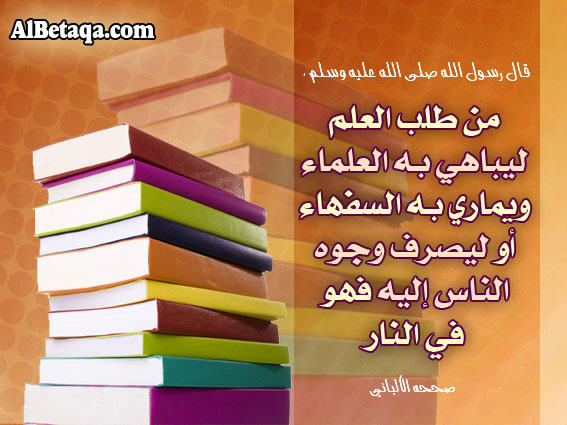 AlBetaqa.com
قال رسول الله صلى الله عليه وسلم :
من طلب العلم
ليباهي به العلماء
ويماري به السفهاء
أو ليصرف وجوه
الناس إليه فهو
في النار
صححه الألباني